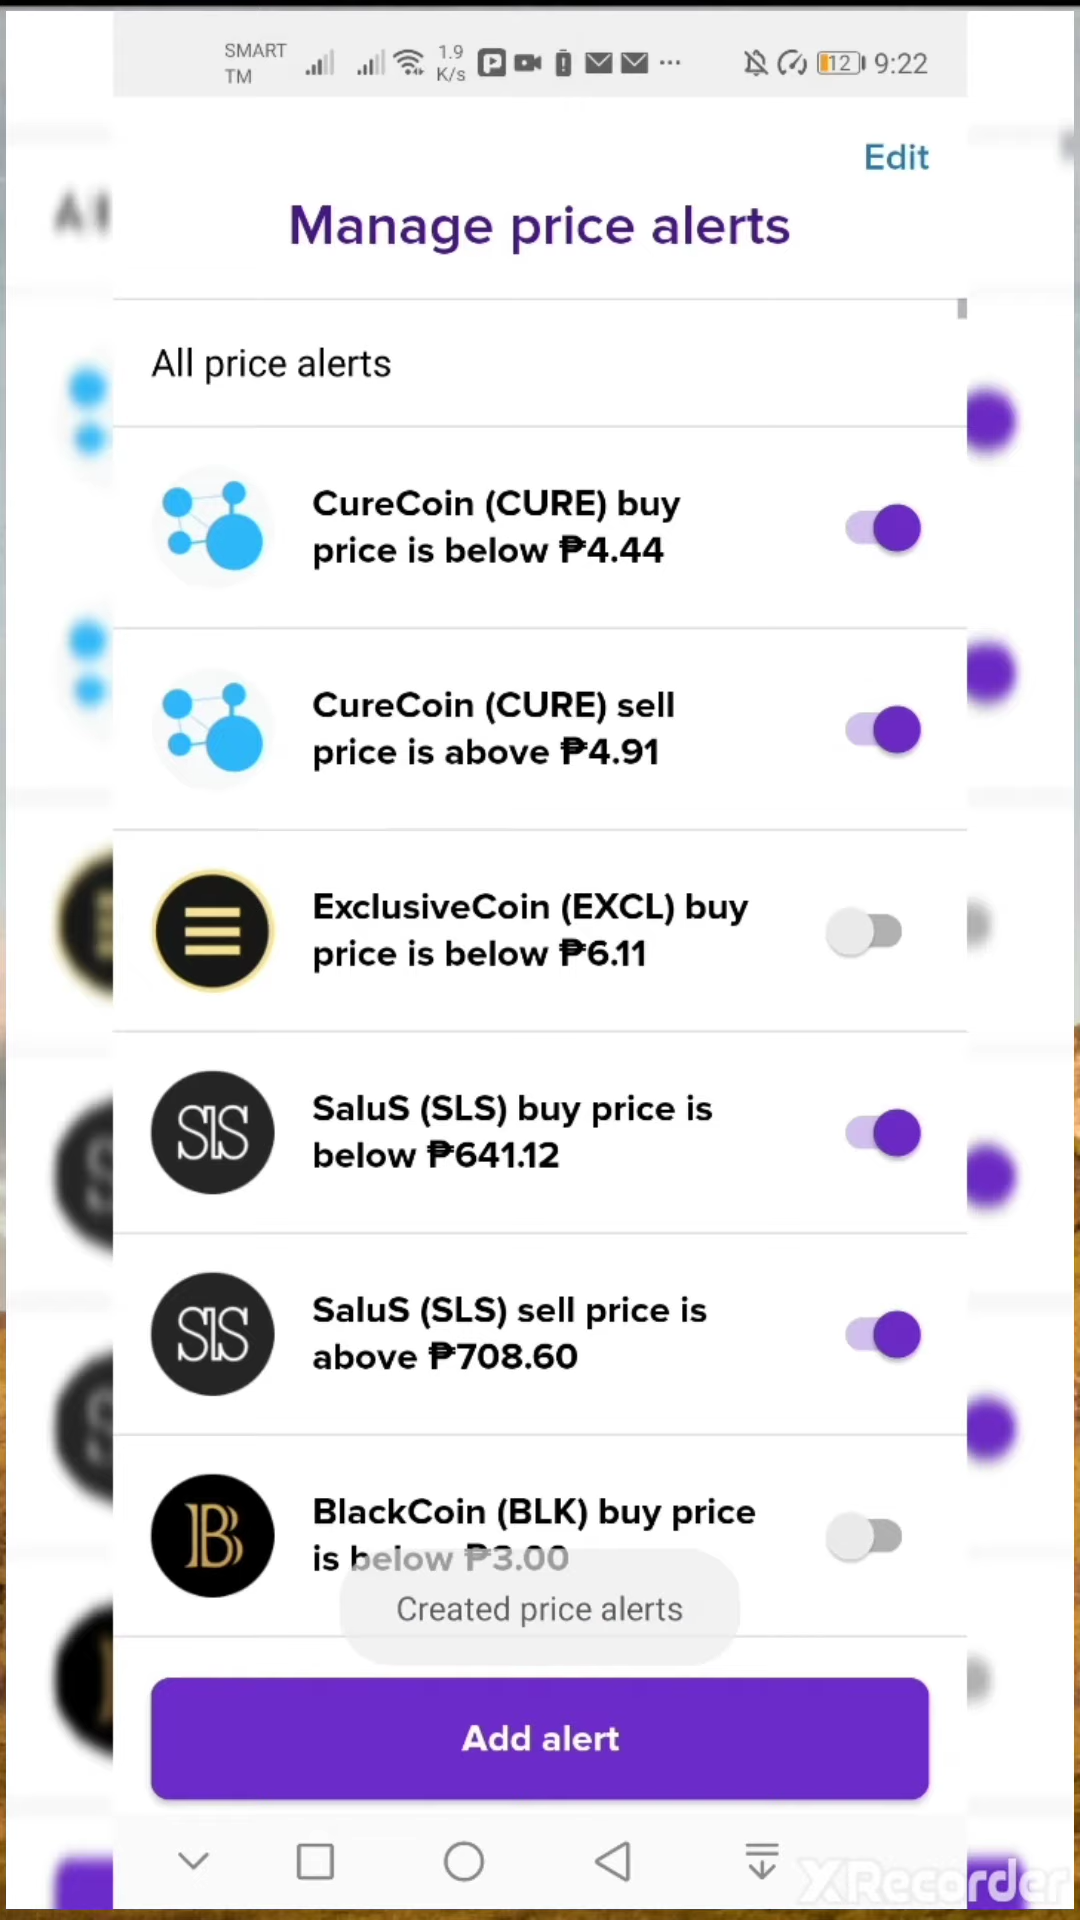 SMART
TM
1.9
K/s
12
9:22
Edit
Manage price alerts
All price alerts
CureCoin (CURE) buy
price is below ₱4.44
CureCoin (CURE) sell
price is above ₱4.91
ExclusiveCoin (EXCL) buy
price is below ₱6.11
SLS
SaluS (SLS) buy price is
below ₱641.12
SLS
SaluS (SLS) sell price is
above ₱708.60
B
BlackCoin (BLK) buy price
is below ₱3.00
Created price alerts
Add alert
XRecorder